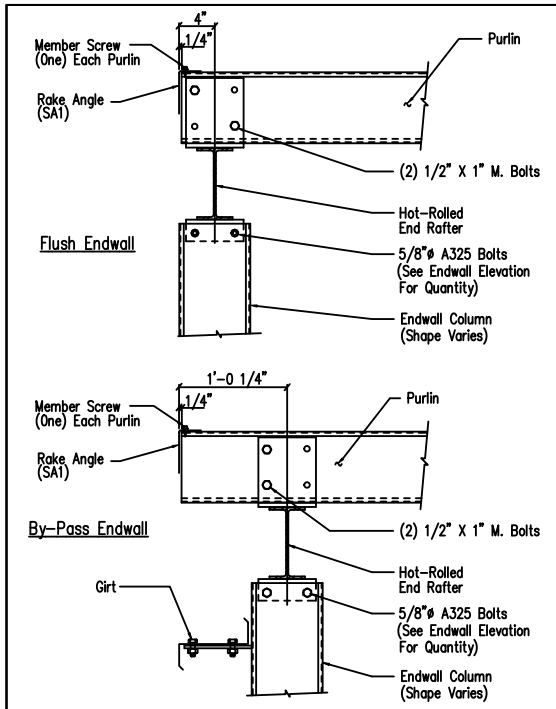 4"
1/4"
Member Screw
(One) Each Purlin
Purlin
Rake Angle
(SA1)
(2) 1/2" X 1" M. Bolts
Hot-Rolled
End Rafter
Flush Endwall
5/8"ø A325 Bolts
(See Endwall Elevation
For Quantity)
Endwall Column
(Shape Varies)
1'-0 1/4"
1/4"
Member Screw
(One) Each Purlin
Purlin
Rake Angle
(SA1)
By-Pass Endwall
(2) 1/2" X 1" M. Bolts
Hot-Rolled
End Rafter
Girt
5/8"ø A325 Bolts
(See Endwall Elevation
For Quantity)
Endwall Column
(Shape Varies)